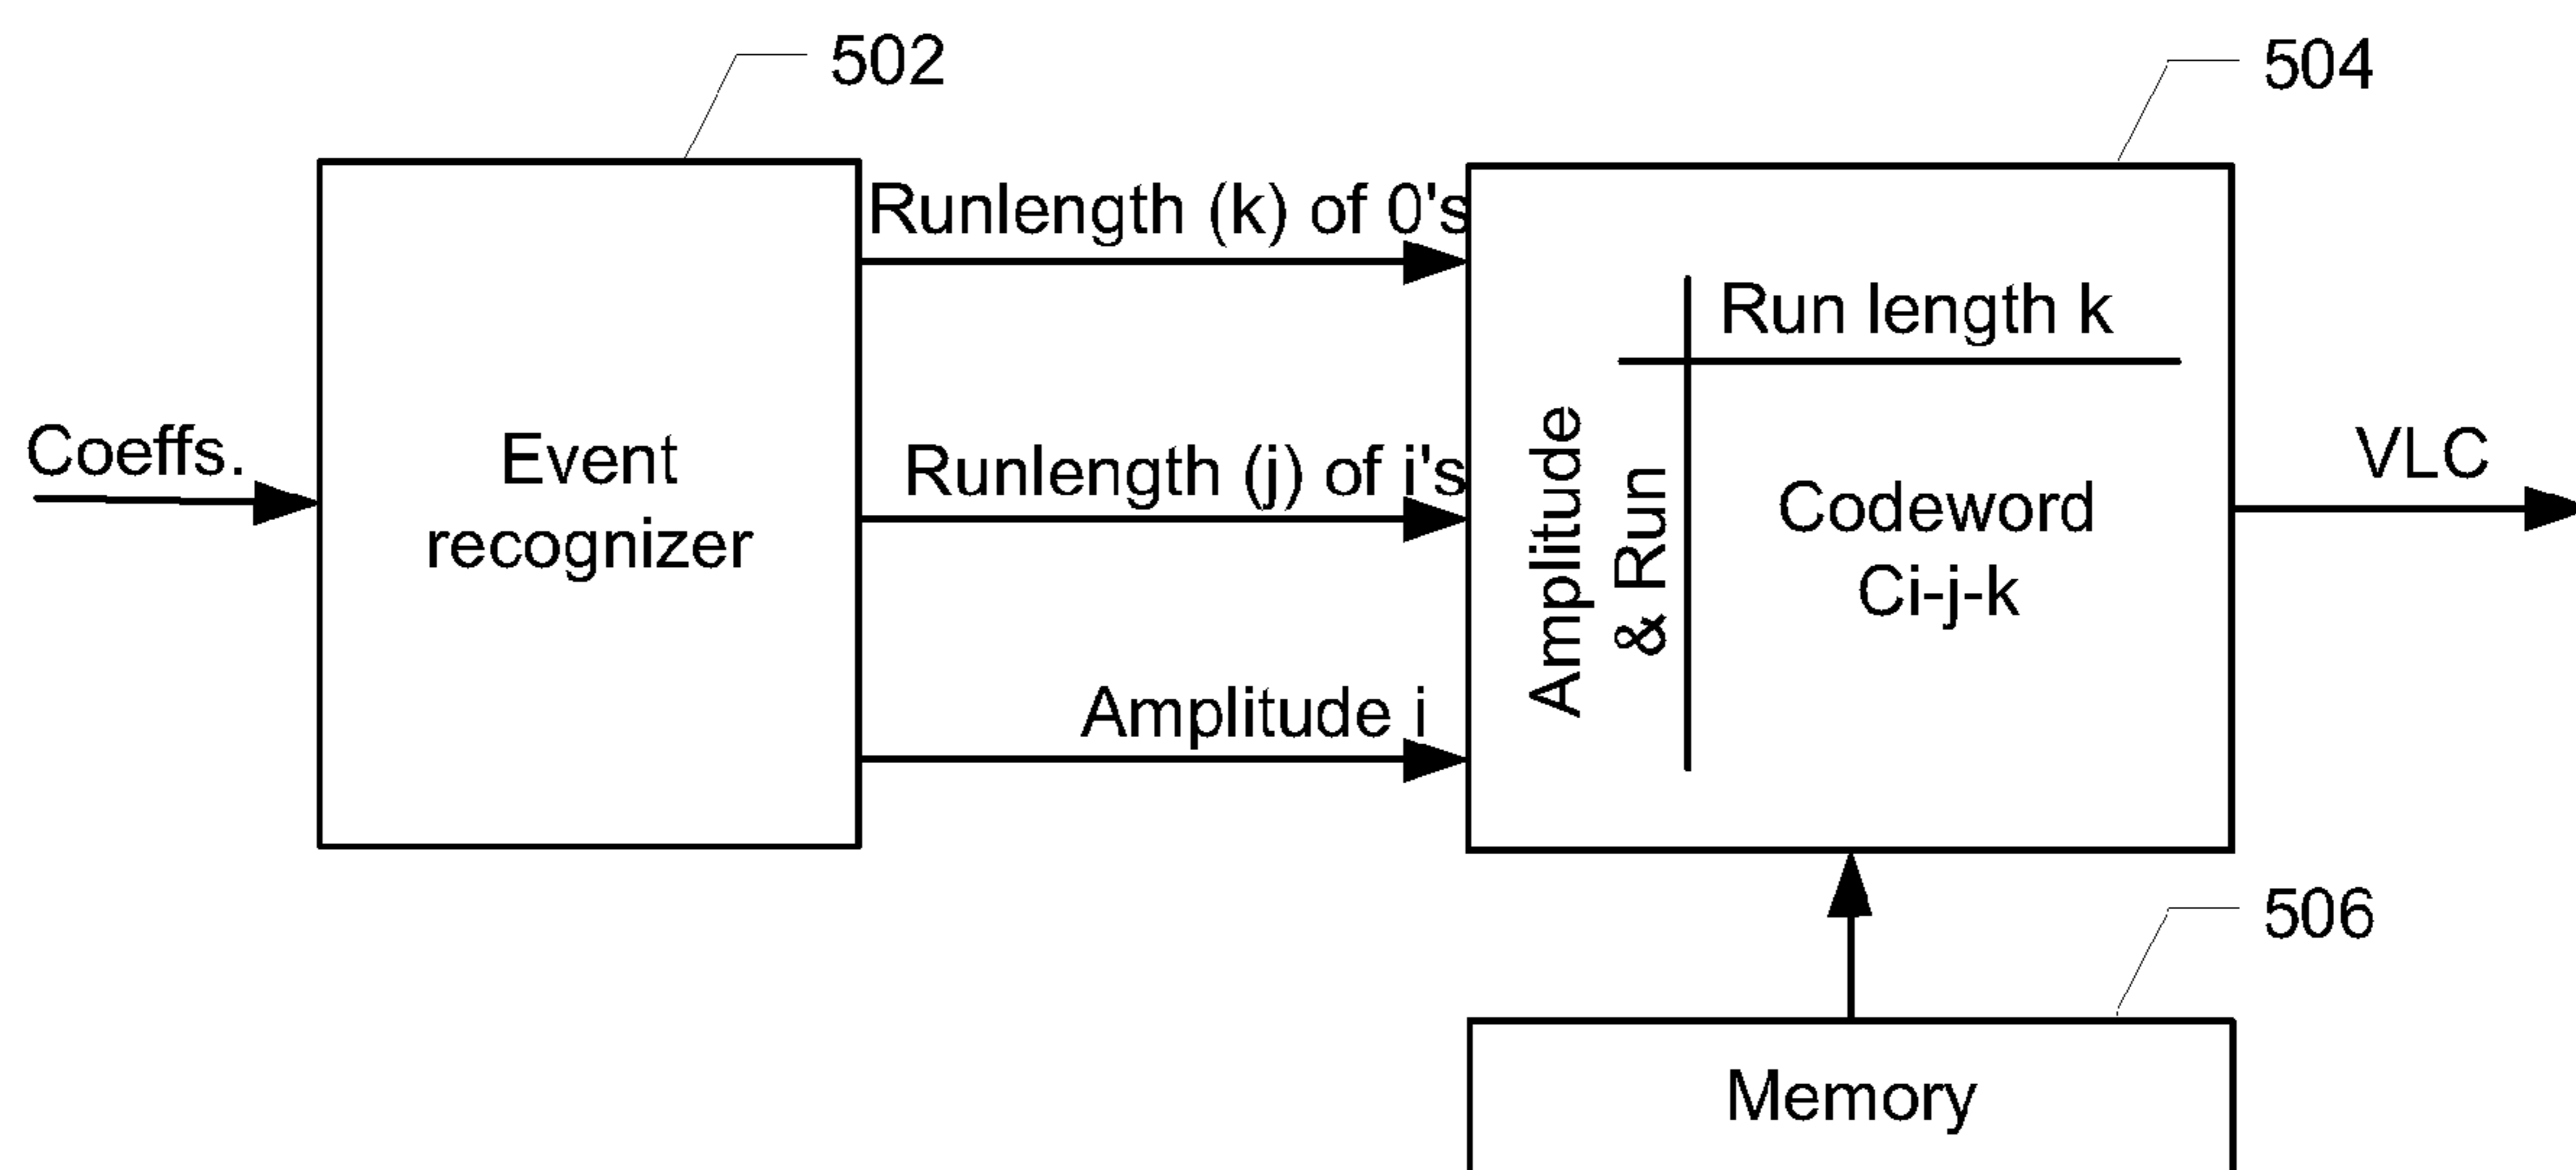 502
504
Runlength (k) of 0's
Run length k
Coeffs.
Event
recognizer
Runlength (j) of i's
Amplitude
& Run
Codeword
Ci-j-k
VLC
Amplitude i
506
Memory